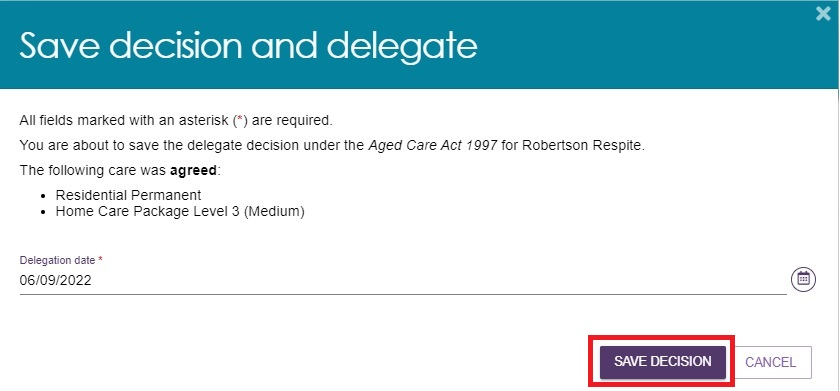 Save decision and delegate
All fields marked with an asterisk (*) are required.
You are about to save the delegate decision under the Aged Care Act 1997 for Robertson Respite.
The following care was agreed:
• Residential Permanent
• Home Care Package Level 3 (Medium)
Delegation date *
06/09/2022
SAVE DECISION CANCEL